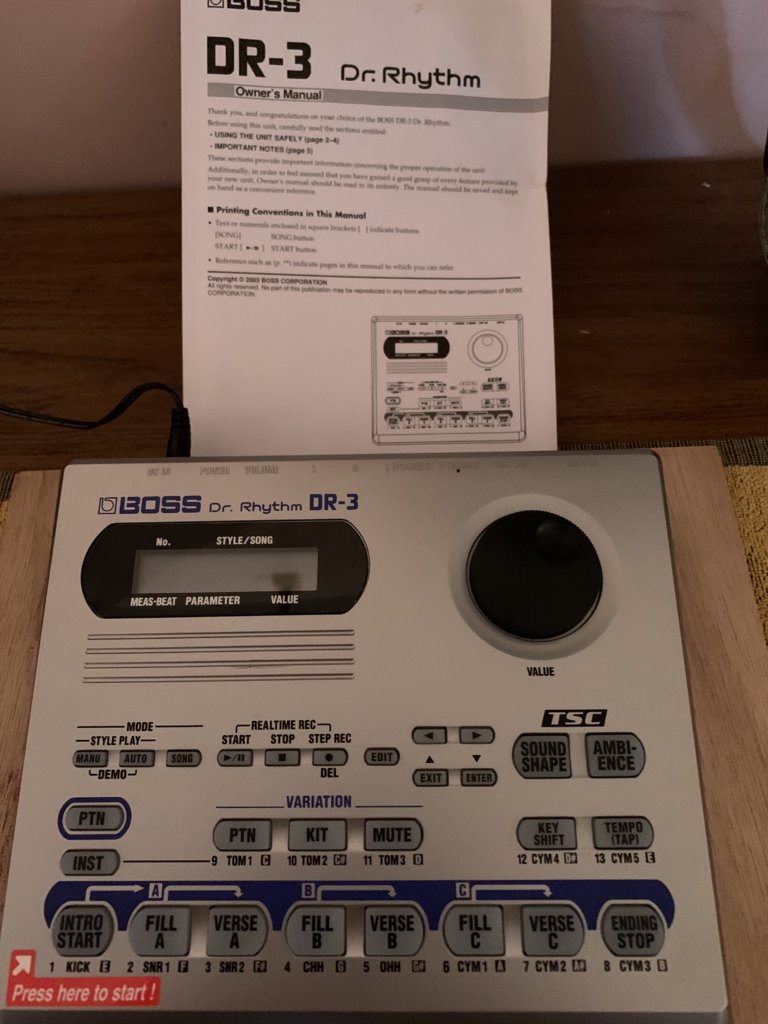 BOSS
DR-3 Dr. Rhythm
Owner's Manual
Thank you, and congratulations on your choice of the BOSS DR-3 Dr. Rhythm.
Before using this unit, carefully read the sections entitled:
• USING THE UNIT SAFELY (page 2–4)
• IMPORTANT NOTES (page 5)
These sections provide important information concerning the proper operation of the unit.
Additionally, in order to feel assured that you have gained a good grasp of every feature provided by
your new unit, Owner's manual should be read in its entirety. The manual should be saved and kept
on hand as a convenient reference.
■ Printing Conventions in This Manual
• Text or numerals enclosed in square brackets [ ] indicate buttons.
[SONG] SONG button
START [ ►/II ] START button
• Reference such as (p. **) indicate pages in this manual to which you can refer.
Copyright © 2003 BOSS CORPORATION
All rights reserved. No part of this publication may be reproduced in any form without the written permission of BOSS
CORPORATION.
BOSS Dr. Rhythm DR-3
DC IN POWER VOLUME L R
BOSS Dr. Rhythm DR-3
No. STYLE/SONG
MEAS-BEAT PARAMETER VALUE
VALUE
TSC
MODE
REALTIME REC
STYLE PLAY
START STOP STEP REC
MANU AUTO SONG ►/II ■ ● EDIT ◄ ►
SOUND SHAPE AMBI-ENCE
DEMO
DEL
▲ ▼
EXIT ENTER
VARIATION
PTN
PTN KIT MUTE KEY SHIFT TEMPO (TAP)
INST
9 TOM1 C 10 TOM2 C# 11 TOM3 D 12 CYM4 D# 13 CYM5 E
A B C
INTRO START FILL A VERSE A FILL B VERSE B FILL C VERSE C ENDING STOP
1 KICK E 2 SNR1 F 3 SNR2 F# 4 CHH G 5 OHH G# 6 CYM1 A 7 CYM2 A# 8 CYM3 B
Press here to start !